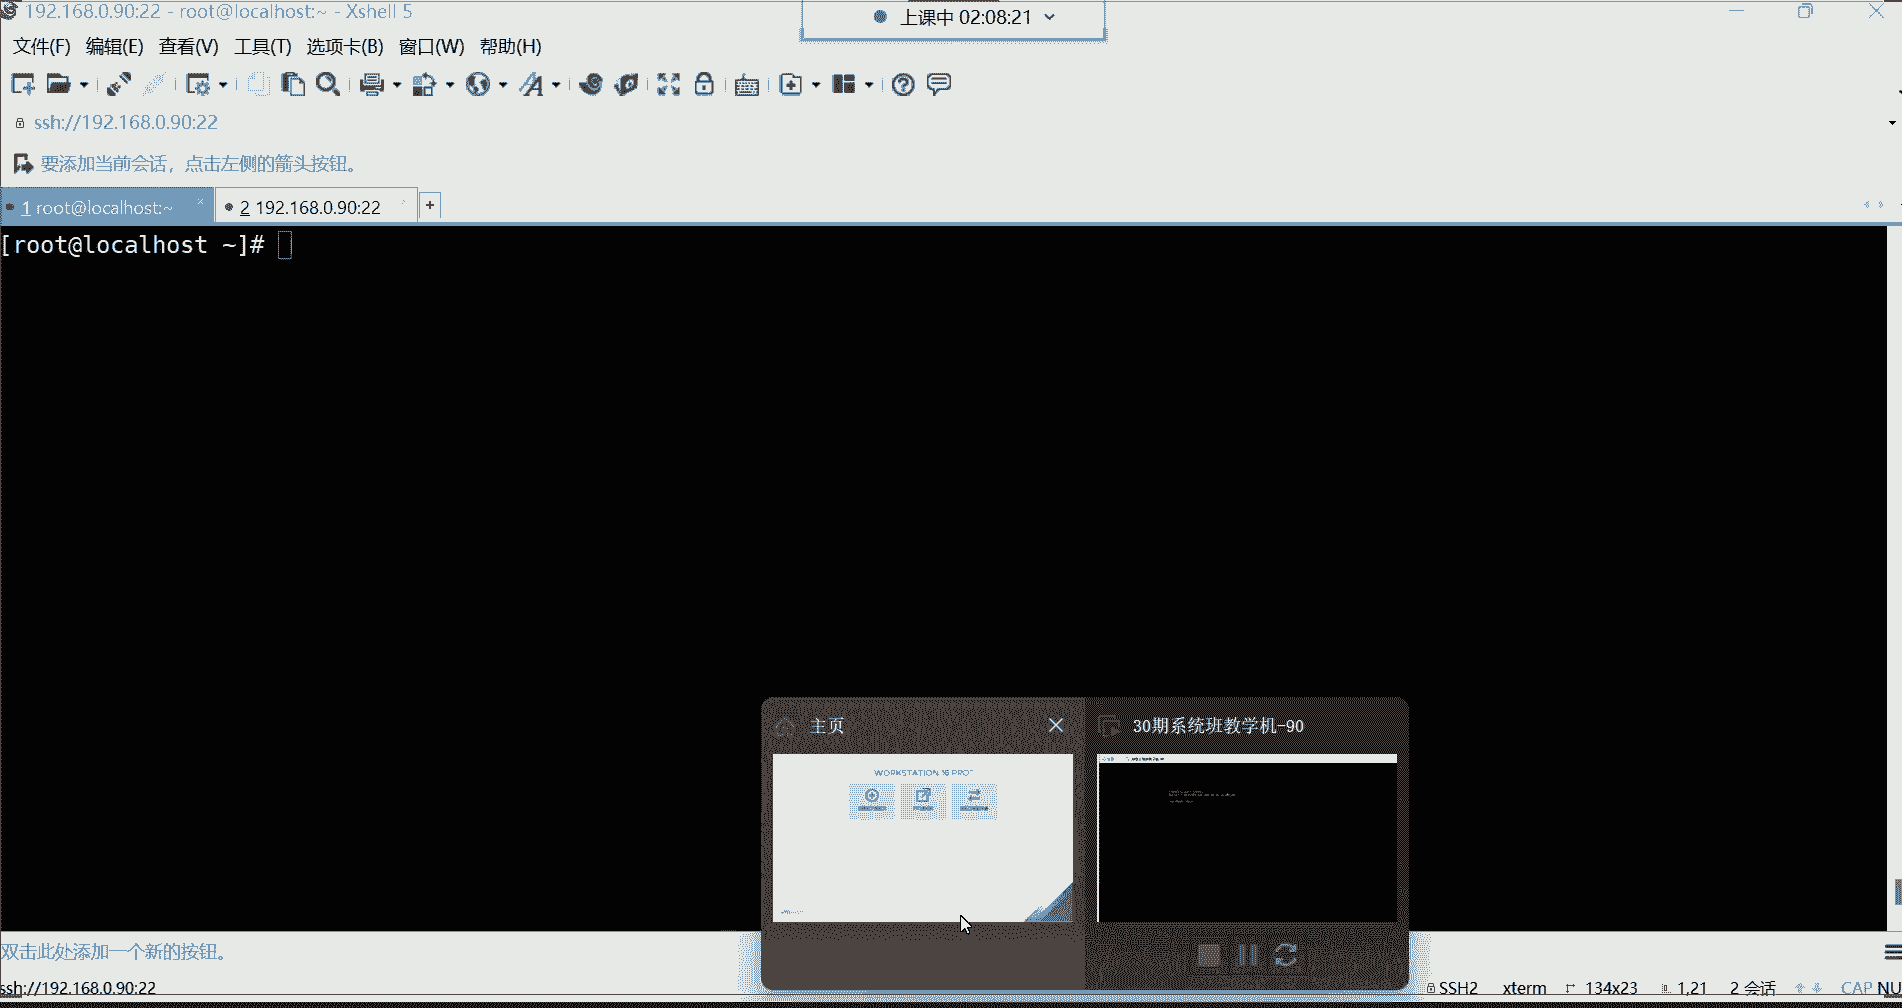 192.168.0.90:22 - root@localhost:~ - Xshell 5
上课中 02:08:21
文件(F) 编辑(E) 查看(V) 工具(T) 选项卡(B) 窗口(W) 帮助(H)
ssh://192.168.0.90:22
要添加当前会话，点击左侧的箭头按钮。
1 root@localhost:~ × 2 192.168.0.90:22 +
[root@localhost ~]#
主页
30期系统班教学机-90
WORKSTATION 16 PRO
双击此处添加一个新的按钮。
ssh://192.168.0.90:22 SSH2 xterm 134x23 1,21 2 会话 CAP NU